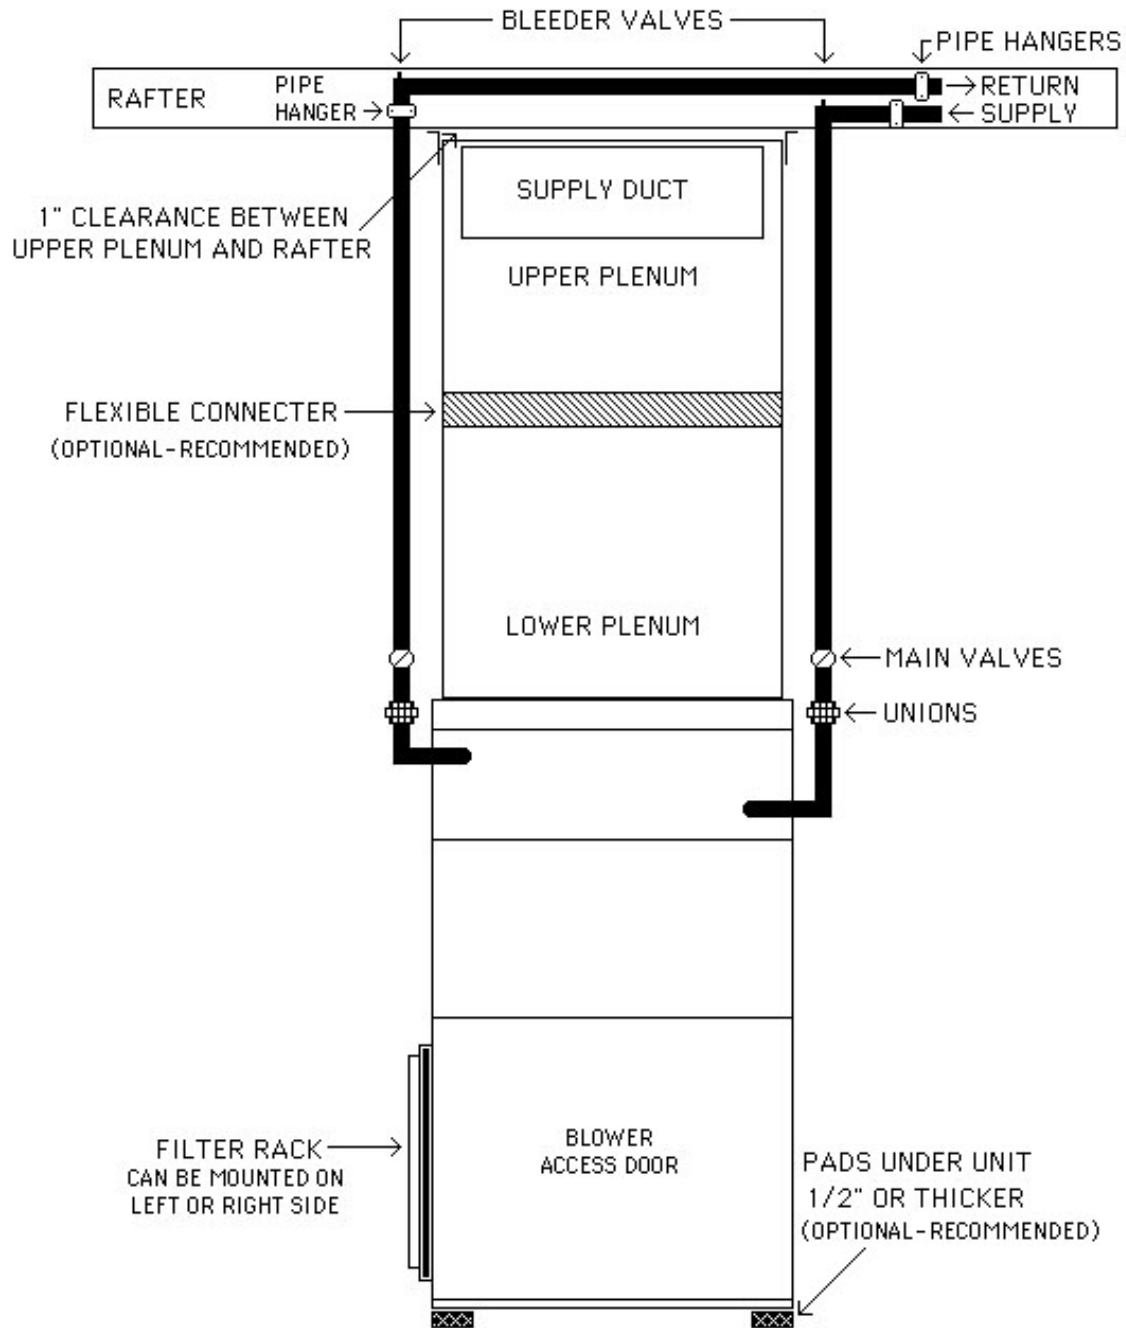 BLEEDER VALVES
PIPE HANGERS
RAFTER
PIPE
HANGER
RETURN
SUPPLY
1" CLEARANCE BETWEEN
UPPER PLENUM AND RAFTER
SUPPLY DUCT
UPPER PLENUM
FLEXIBLE CONNECTER
(OPTIONAL-RECOMMENDED)
LOWER PLENUM
MAIN VALVES
UNIONS
FILTER RACK
CAN BE MOUNTED ON
LEFT OR RIGHT SIDE
BLOWER
ACCESS DOOR
PADS UNDER UNIT
1/2" OR THICKER
(OPTIONAL-RECOMMENDED)